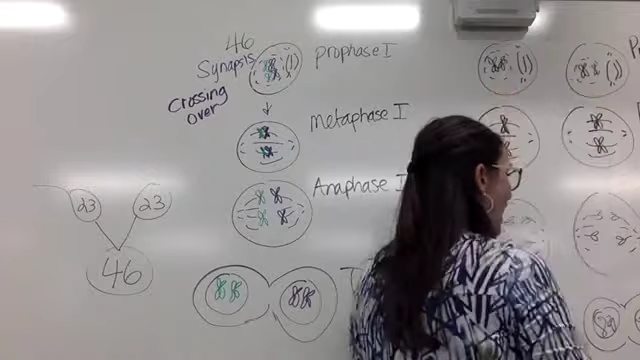 46
Synapsis
Crossing
Over
Prophase I
Metaphase I
Anaphase I
T
23
23
46
P